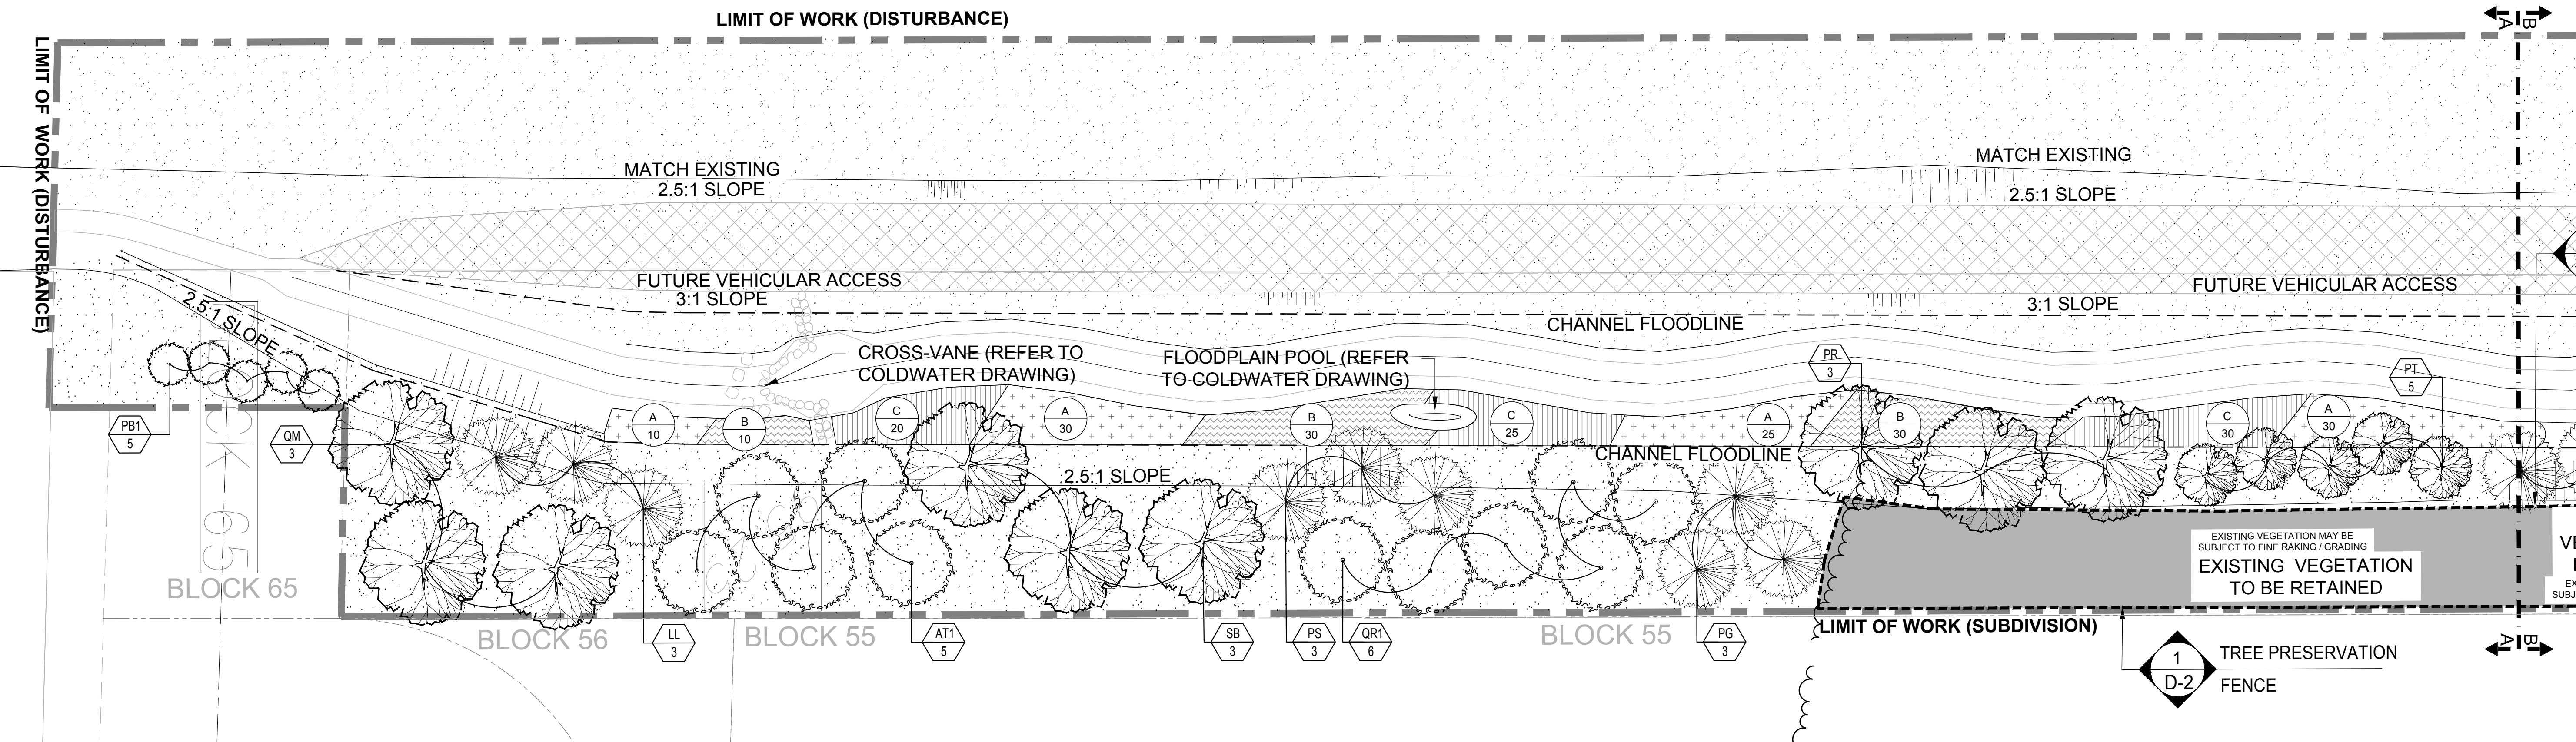 LIMIT OF WORK (DISTURBANCE)
A B
LIMIT OF WORK (DISTURBANCE)
MATCH EXISTING
2.5:1 SLOPE
MATCH EXISTING
2.5:1 SLOPE
FUTURE VEHICULAR ACCESS
3:1 SLOPE
FUTURE VEHICULAR ACCESS
3:1 SLOPE
2.5:1 SLOPE
CHANNEL FLOODLINE
CROSS-VANE (REFER TO
COLDWATER DRAWING)
FLOODPLAIN POOL (REFER
TO COLDWATER DRAWING)
PR
3
PT
5
PB1
5
QM
3
A
10
B
10
C
20
A
30
B
30
C
25
A
25
B
30
C
30
A
30
CHANNEL FLOODLINE
2.5:1 SLOPE
EXISTING VEGETATION MAY BE
SUBJECT TO FINE RAKING / GRADING
EXISTING VEGETATION
TO BE RETAINED
BLOCK 65
BLOCK 56
BLOCK 55
BLOCK 55
LL
3
AT1
5
SB
3
PS
3
QR1
6
PG
3
LIMIT OF WORK (SUBDIVISION)
A B
1
D-2
TREE PRESERVATION
FENCE